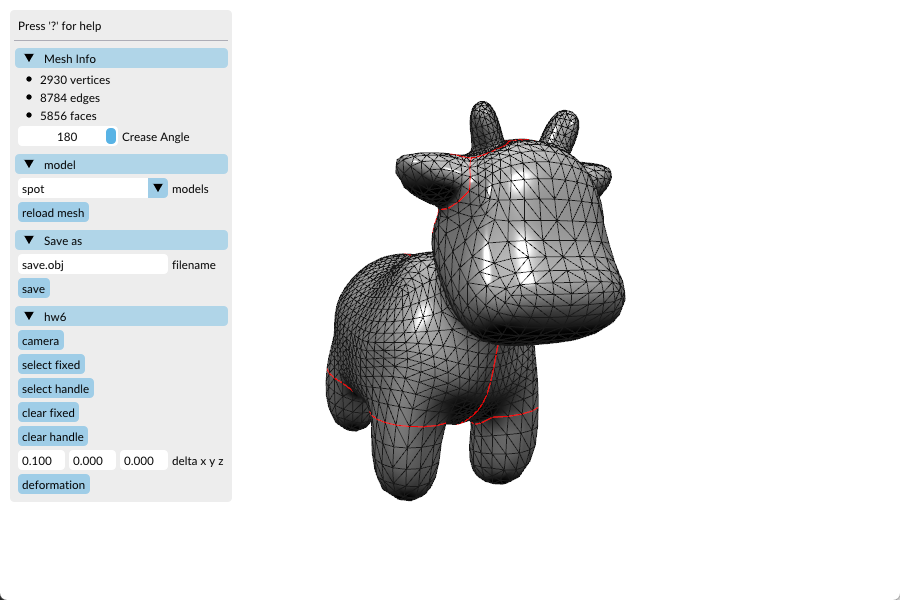 Press '?' for help
Mesh Info
2930 vertices
8784 edges
5856 faces
180 Crease Angle
model
spot models
reload mesh
Save as
save.obj filename
save
hw6
camera
select fixed
select handle
clear fixed
clear handle
0.100 0.000 0.000 delta x y z
deformation